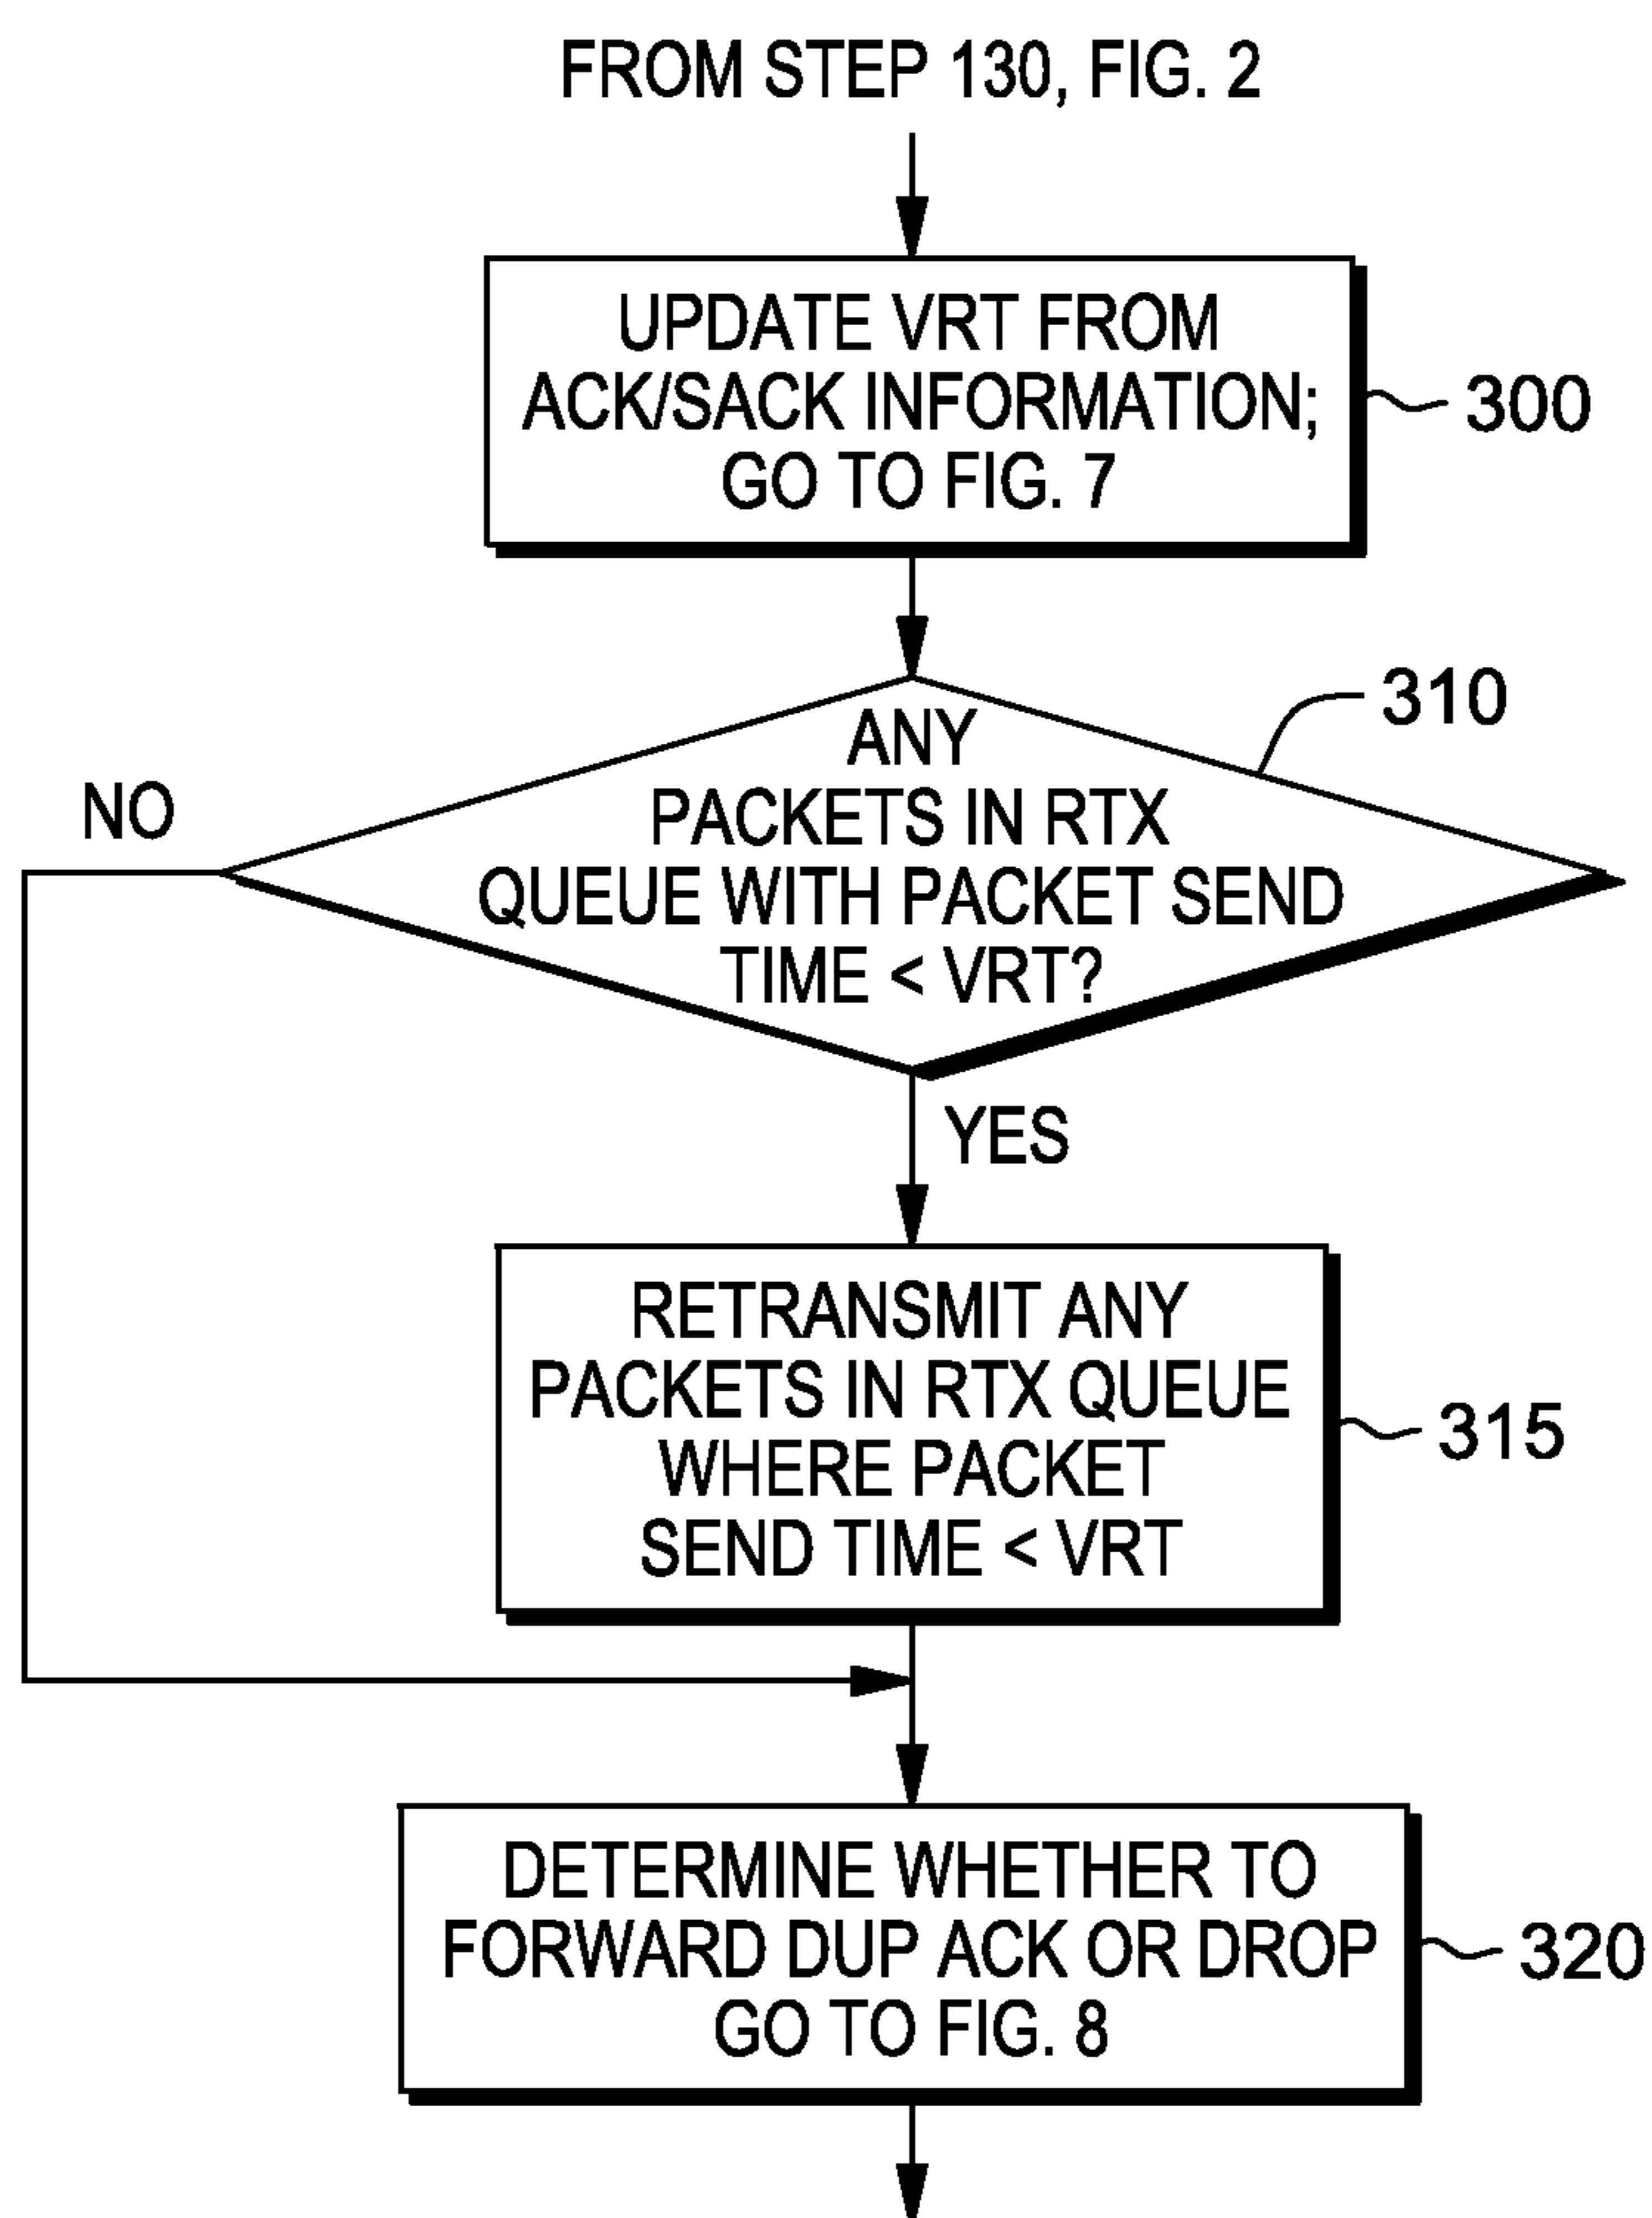 FROM STEP 130, FIG. 2
UPDATE VRT FROM
ACK/SACK INFORMATION;
GO TO FIG. 7
300
310
ANY
PACKETS IN RTX
QUEUE WITH PACKET SEND
TIME < VRT?
NO
YES
RETRANSMIT ANY
PACKETS IN RTX QUEUE
WHERE PACKET
SEND TIME < VRT
315
DETERMINE WHETHER TO
FORWARD DUP ACK OR DROP
GO TO FIG. 8
320